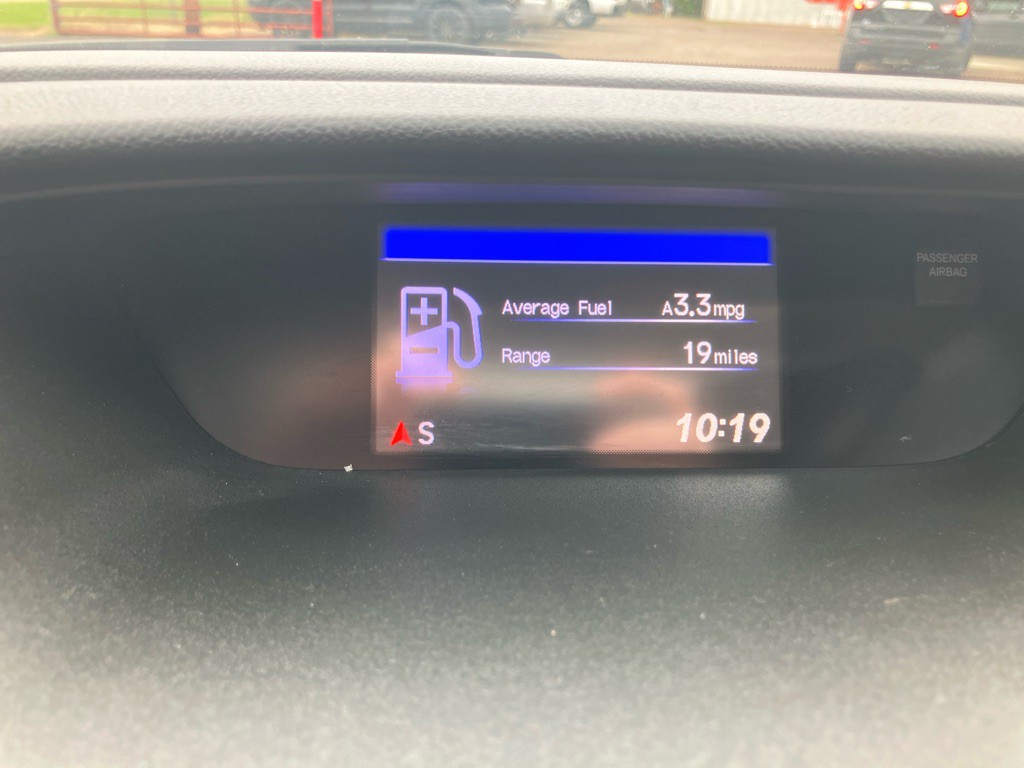 PASSENGER
AIRBAG
Average Fuel A3.3mpg
Range 19miles
S 10:19